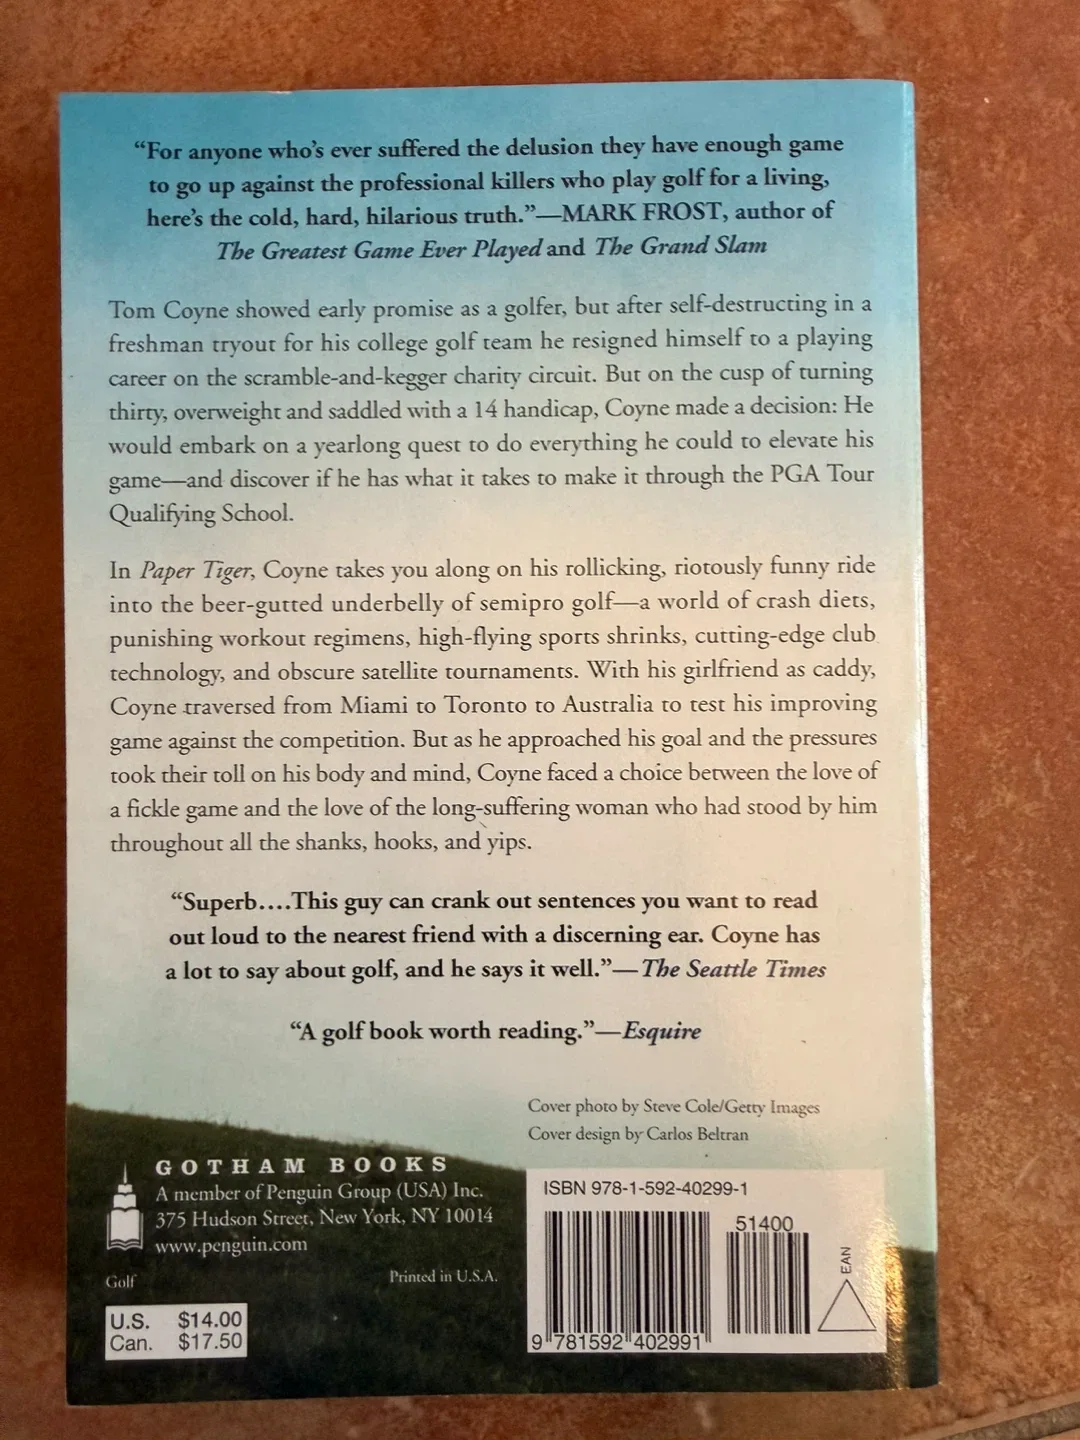 “For anyone who’s ever suffered the delusion they have enough game
to go up against the professional killers who play golf for a living,
here’s the cold, hard, hilarious truth.”—MARK FROST, author of
The Greatest Game Ever Played and The Grand Slam
Tom Coyne showed early promise as a golfer, but after self-destructing in a
freshman tryout for his college golf team he resigned himself to a playing
career on the scramble-and-kegger charity circuit. But on the cusp of turning
thirty, overweight and saddled with a 14 handicap, Coyne made a decision: He
would embark on a yearlong quest to do everything he could to elevate his
game—and discover if he has what it takes to make it through the PGA Tour
Qualifying School.
In Paper Tiger, Coyne takes you along on his rollicking, riotously funny ride
into the beer-gutted underbelly of semipro golf—a world of crash diets,
punishing workout regimens, high-flying sports shrinks, cutting-edge club
technology, and obscure satellite tournaments. With his girlfriend as caddy,
Coyne traversed from Miami to Toronto to Australia to test his improving
game against the competition. But as he approached his goal and the pressures
took their toll on his body and mind, Coyne faced a choice between the love of
a fickle game and the love of the long-suffering woman who had stood by him
throughout all the shanks, hooks, and yips.
“Superb....This guy can crank out sentences you want to read
out loud to the nearest friend with a discerning ear. Coyne has
a lot to say about golf, and he says it well.”—The Seattle Times
“A golf book worth reading.”—Esquire
Cover photo by Steve Cole/Getty Images
Cover design by Carlos Beltran
GOTHAM BOOKS
A member of Penguin Group (USA) Inc.
375 Hudson Street, New York, NY 10014
www.penguin.com
Golf
Printed in U.S.A.
U.S. $14.00
Can. $17.50
ISBN 978-1-592-40299-1
51400
EAN
9 781592 402991